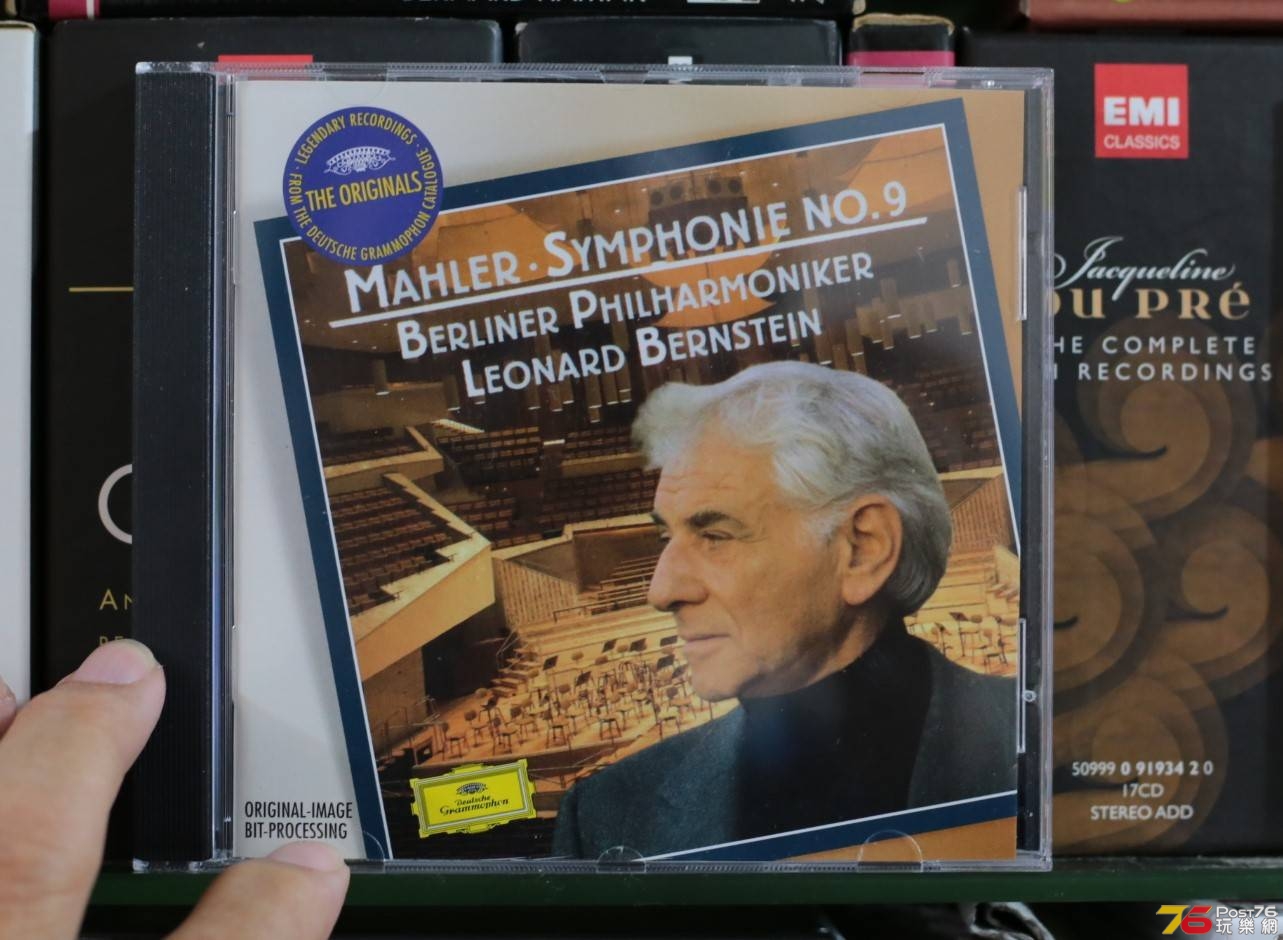 LEGENDARY RECORDINGS
THE ORIGINALS
FROM THE DEUTSCHE GRAMMOPHON CATALOGUE
MAHLER · SYMPHONIE NO. 9
BERLINER PHILHARMONIKER
LEONARD BERNSTEIN
Deutsche
Grammophon
ORIGINAL-IMAGE
BIT-PROCESSING
EMI
CLASSICS
Jacqueline
DU PRÉ
COMPLETE
RECORDINGS
50999 0 91934 2 0
17CD
STEREO ADD
76 POST76
玩樂網